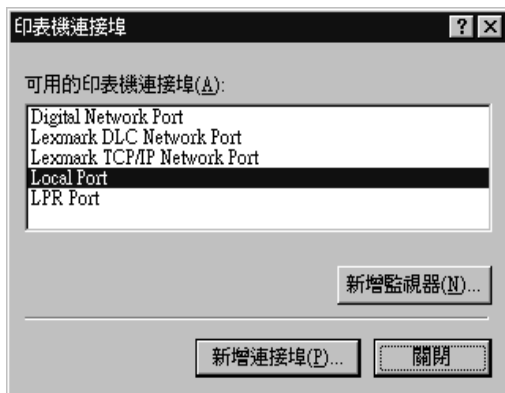 印表機連接埠
可用的印表機連接埠(A):
Digital Network Port
Lexmark DLC Network Port
Lexmark TCP/IP Network Port
Local Port
LPR Port
新增監視器(N)...
新增連接埠(P)...
關閉